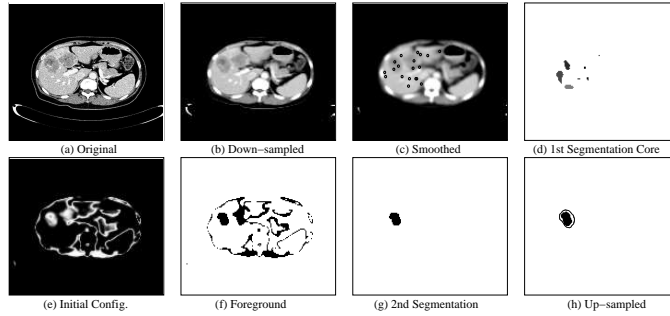 (a) Original
(b) Down-sampled
(c) Smoothed
(d) 1st Segmentation Core
(e) Initial Config.
(f) Foreground
(g) 2nd Segmentation
(h) Up-sampled